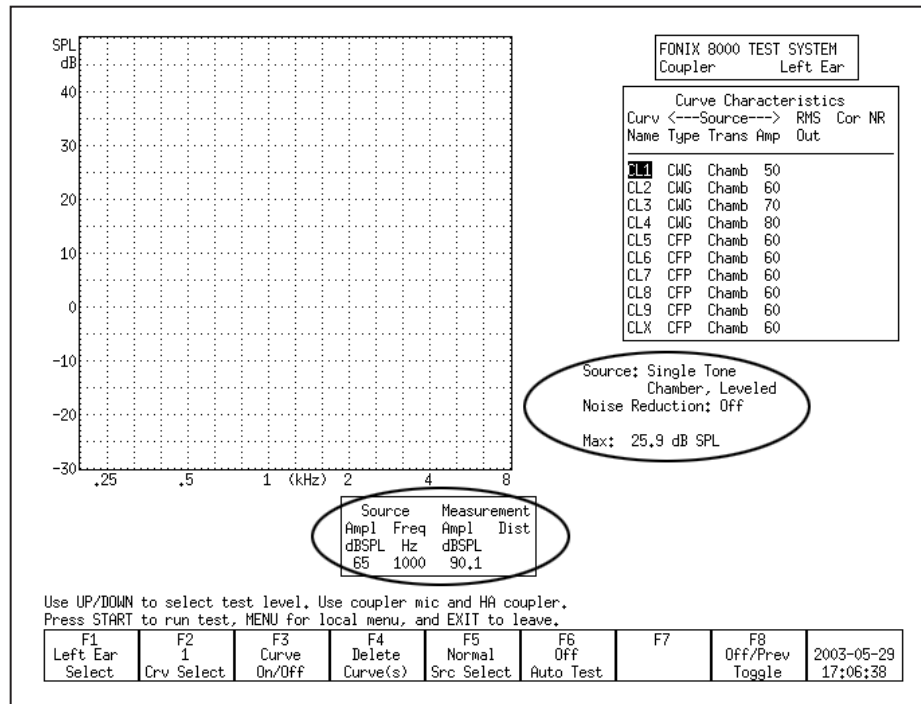 SPL
dB
40
30
20
10
0
-10
-20
-30
.25 .5 1 (kHz) 2 4 8
FONIX 8000 TEST SYSTEM
Coupler Left Ear
Curve Characteristics
Curv <---Source---> RMS Cor NR
Name Type Trans Amp Out
CL1 CWG Chamb 50
CL2 CWG Chamb 60
CL3 CWG Chamb 70
CL4 CWG Chamb 80
CL5 CFP Chamb 60
CL6 CFP Chamb 60
CL7 CFP Chamb 60
CL8 CFP Chamb 60
CL9 CFP Chamb 60
CLX CFP Chamb 60
Source: Single Tone
Chamber, Leveled
Noise Reduction: Off
Max: 25.9 dB SPL
Source Measurement
Ampl Freq Ampl Dist
dBSPL Hz dBSPL
65 1000 90.1
Use UP/DOWN to select test level. Use coupler mic and HA coupler.
Press START to run test, MENU for local menu, and EXIT to leave.
F1 F2 F3 F4 F5 F6 F7 F8
Left Ear 1 Curve Delete Normal Off Off/Prev 2003-05-29
Select Crv Select On/Off Curve(s) Src Select Auto Test Toggle 17:06:38